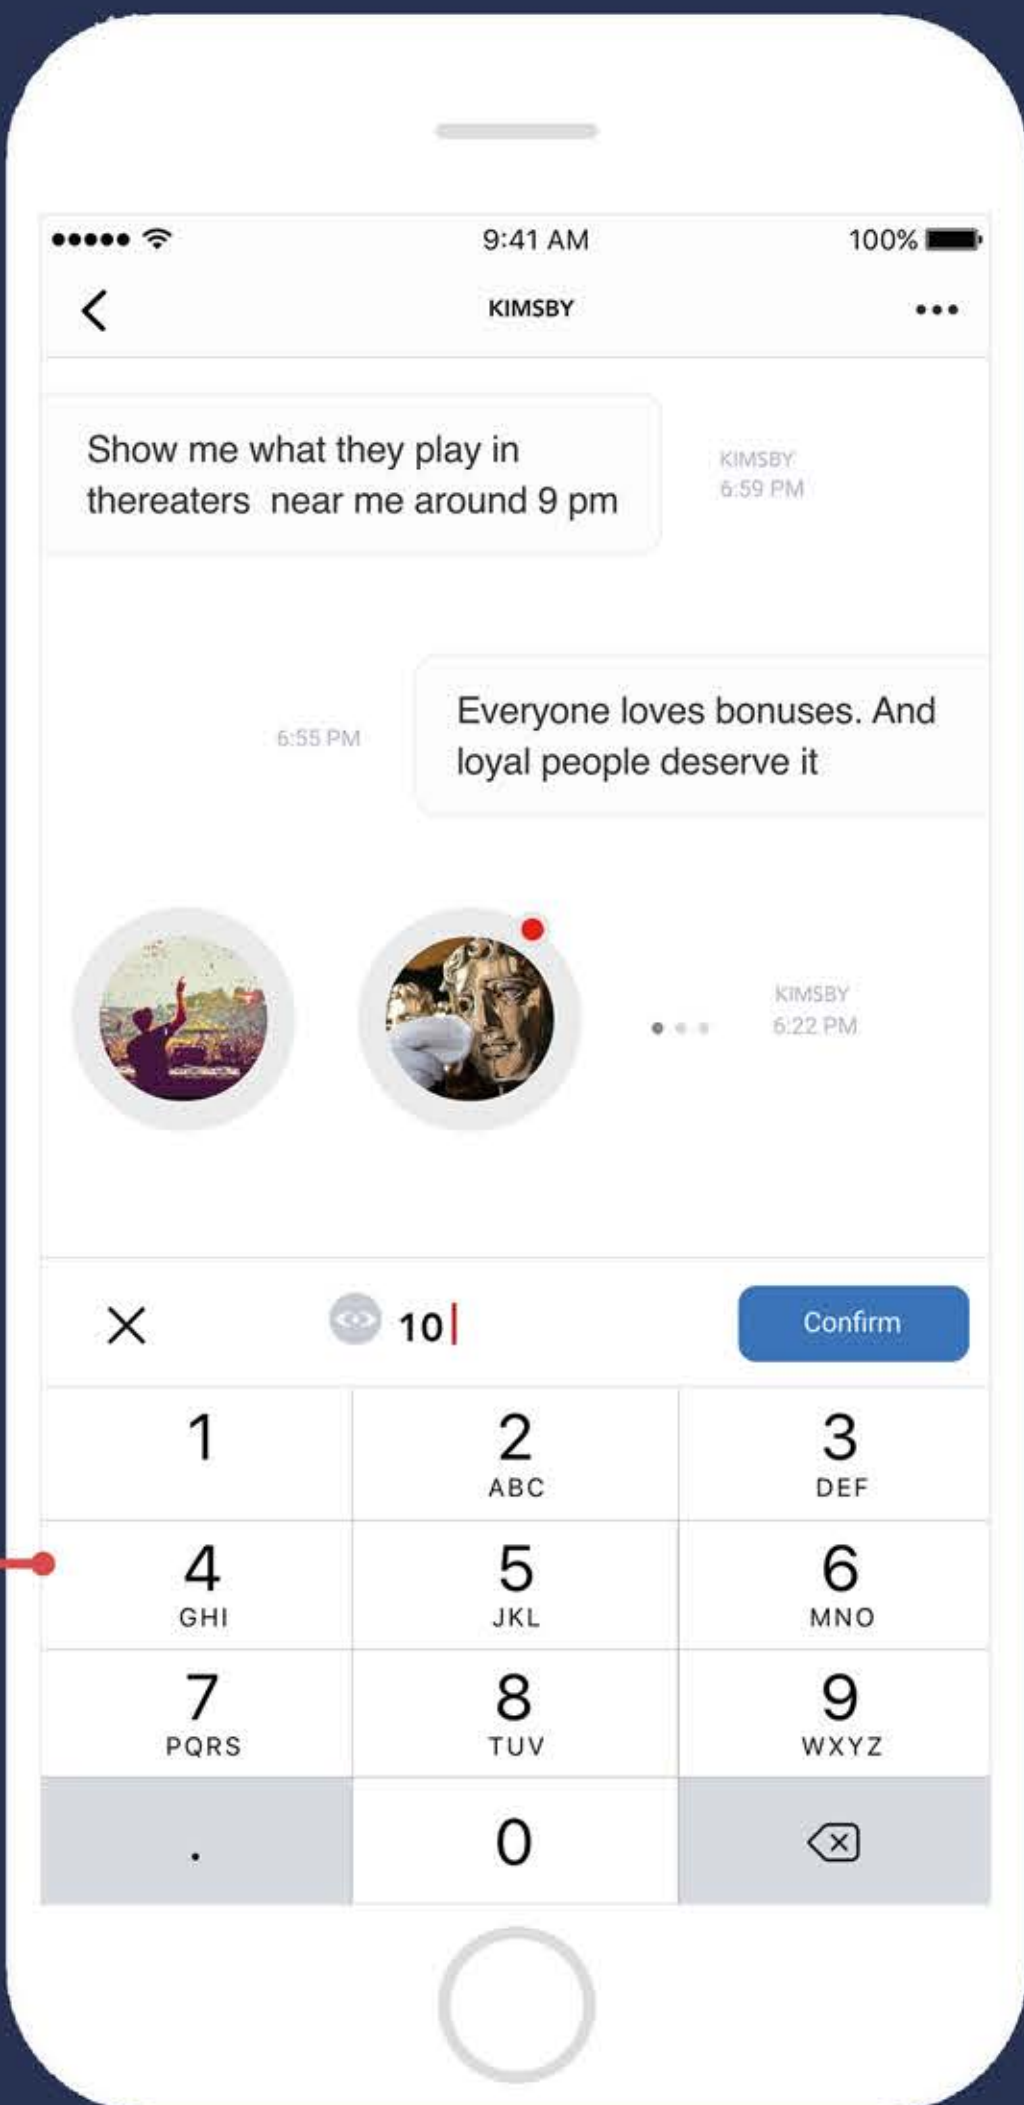 9:41 AM 100%
KIMSBY
Show me what they play in
thereaters  near me around 9 pm
KIMSBY
6:59 PM
6:55 PM
Everyone loves bonuses. And
loyal people deserve it
KIMSBY
6:22 PM
10
Confirm
1 2 3
ABC DEF
4 5 6
GHI JKL MNO
7 8 9
PQRS TUV WXYZ
. 0